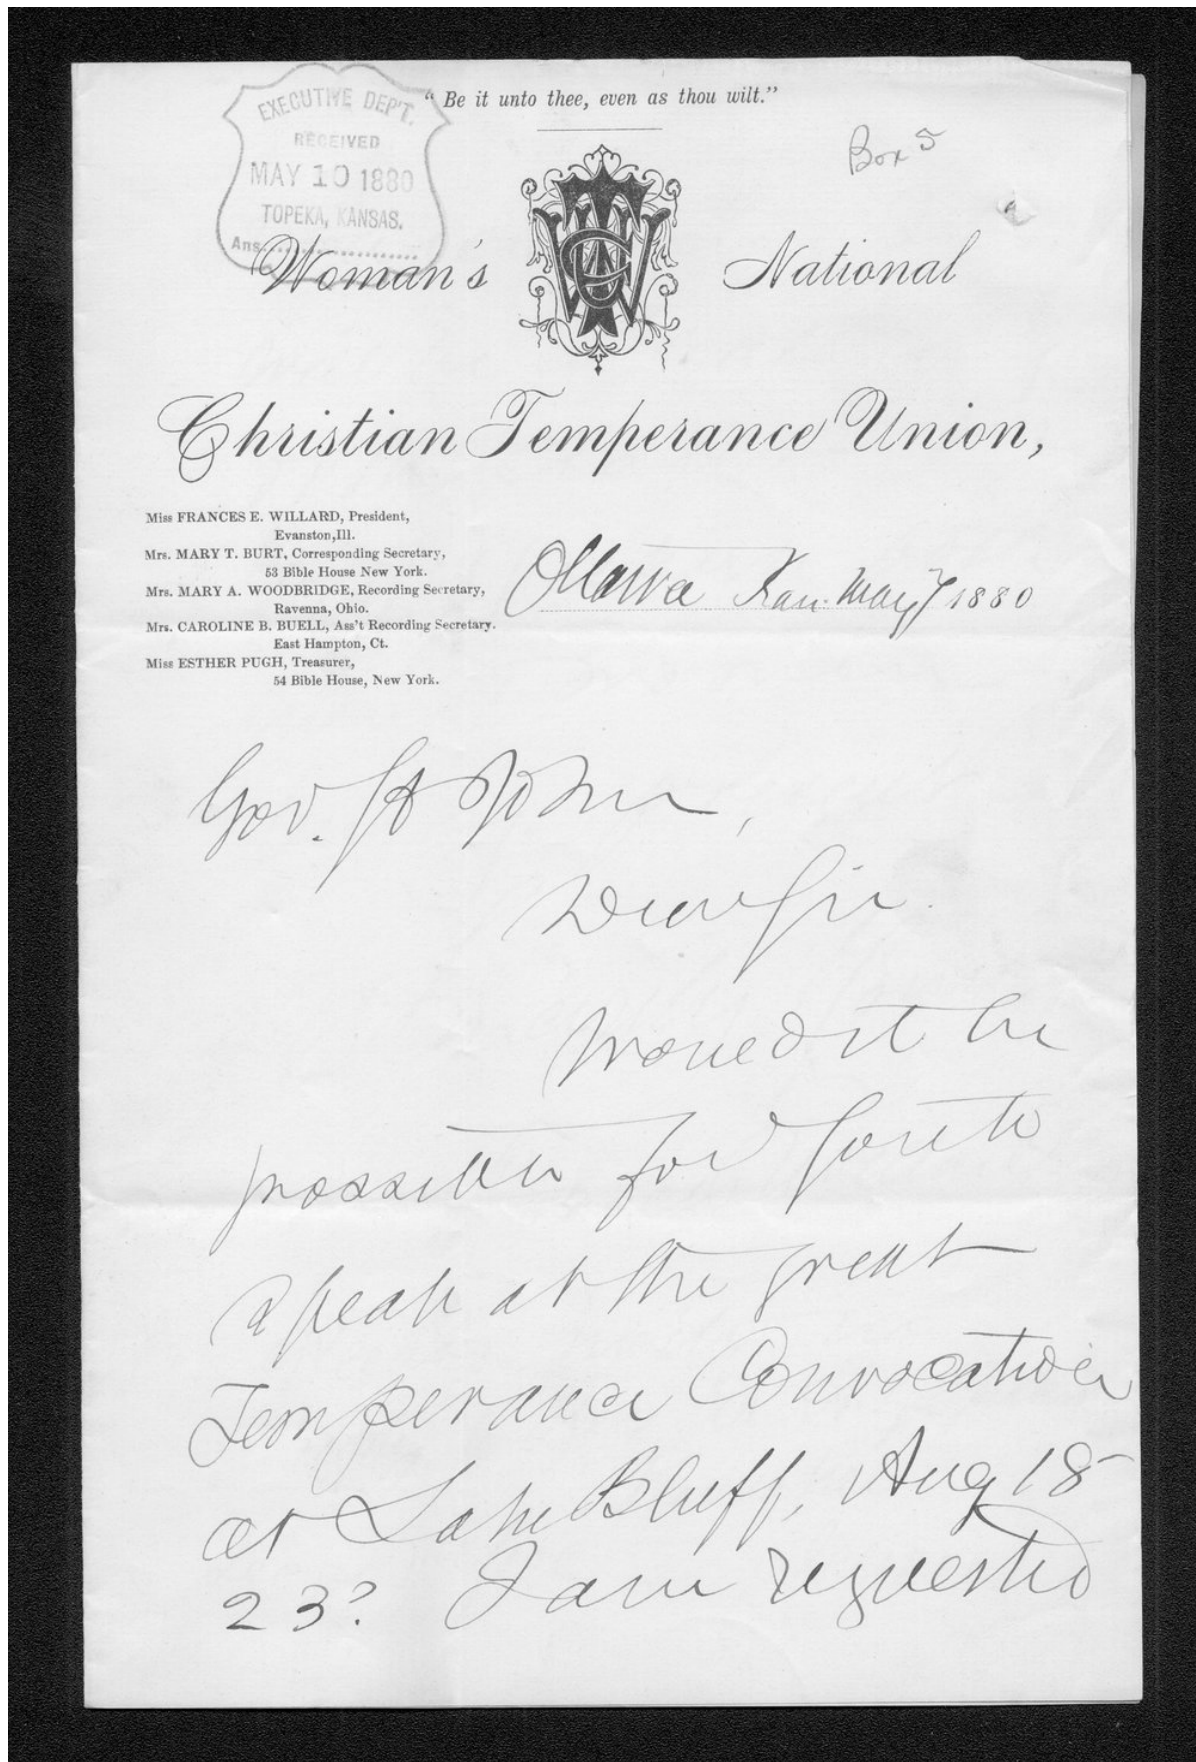 EXECUTIVE DEP'T.
RECEIVED
MAY 10 1880
TOPEKA, KANSAS.
Ans.
"Be it unto thee, even as thou wilt."
Box 5
Woman's WCTU National
Christian Temperance Union,
Miss FRANCES E. WILLARD, President,
Evanston, Ill.
Mrs. MARY T. BURT, Corresponding Secretary,
53 Bible House New York.
Mrs. MARY A. WOODBRIDGE, Recording Secretary,
Ravenna, Ohio.
Mrs. CAROLINE B. BUELL, Ass't Recording Secretary.
East Hampton, Ct.
Miss ESTHER PUGH, Treasurer,
54 Bible House, New York.
Ottawa Kan. May 7 1880
Gov. St John,
Dear Sir.
Would it be
possible for you to
speak at the great
Temperance Convocation
at Lake Bluff, Aug 18
23? I am requested